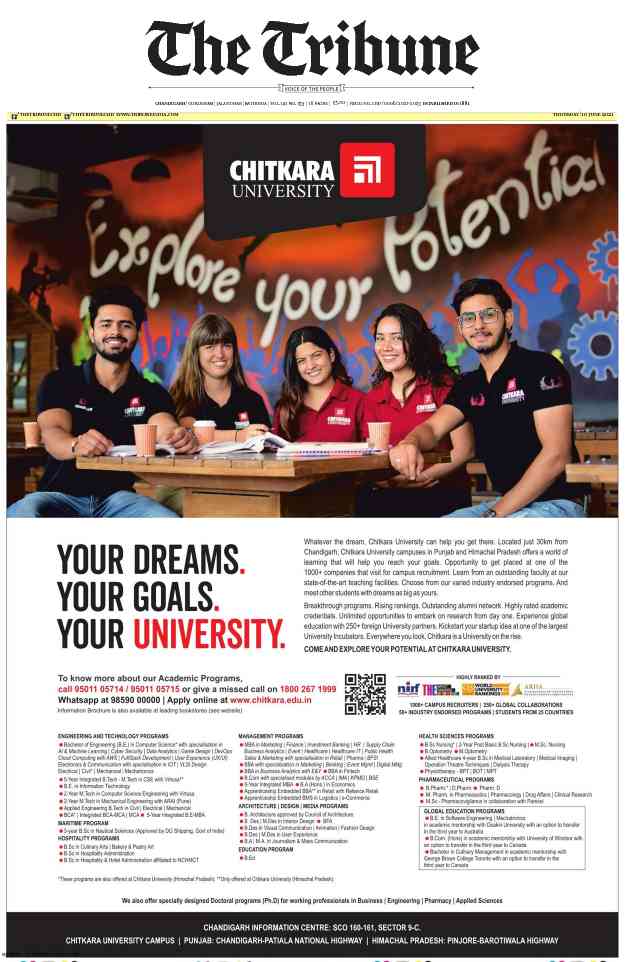 The Tribune
VOICE OF THE PEOPLE
THURSDAY | 10 JUNE 2021
CHITKARA
UNIVERSITY
Explore your Potential
CHITKARA
UNIVERSITY
YOUR DREAMS.
YOUR GOALS.
YOUR UNIVERSITY.
Whatever the dream, Chitkara University can help you get there. Located just 30km from
Chandigarh, Chitkara University campuses in Punjab and Himachal Pradesh offers a world of
learning that will help you reach your goals. Opportunity to get placed at one of the
1000+ companies that visit for campus recruitment. Learn from an outstanding faculty at our
state-of-the-art teaching facilities. Choose from our varied industry endorsed programs. And
meet other students with dreams as big as yours.
Breakthrough programs. Rising rankings. Outstanding alumni network. Highly rated academic
credentials. Unlimited opportunities to embark on research from day one. Experience global
education with 250+ foreign University Partners. Kickstart your startup idea at one of the largest
University Incubators. Everywhere you look, Chitkara is a University on the rise.
COME AND EXPLORE YOUR POTENTIAL AT CHITKARA UNIVERSITY.
To know more about our Academic Programs,
call 95011 05714 / 95011 05715 or give a missed call on 1800 267 1999
Whatsapp at 98590 00000 | Apply online at www.chitkara.edu.in
Information Brochure is also available at leading bookstores (see website)
HIGHLY RANKED BY
nirf THE WORLD UNIVERSITY RANKINGS ARIIA
1000+ CAMPUS RECRUITERS | 250+ GLOBAL COLLABORATIONS
50+ INDUSTRY ENDORSED PROGRAMS | STUDENTS FROM 25 COUNTRIES
ENGINEERING AND TECHNOLOGY PROGRAMS
Bachelor of Engineering (B.E.) in Computer Science* with specialisation in
AI & Machine Learning | Cyber Security | Data Analytics | Game Design | DevOps
Cloud Computing with AWS | FullStack Development | User Experience (UX/UI)
Electronics & Communication with specialisation in IOT | VLSI Design
Electrical | Civil* | Mechanical | Mechatronics
5-Year Integrated B.Tech - M.Tech in CSE with Virtusa*
B.E. in Information Technology
2-Year M.Tech in Computer Science Engineering with Virtusa
2-Year M.Tech in Mechanical Engineering with ARAI (Pune)
Applied Engineering B.Tech in Civil | Electrical | Mechanical
BCA* | Integrated BCA-MCA | MCA 5-Year Integrated B.E-MBA
MARITIME PROGRAM
3-year B.Sc in Nautical Sciences (Approved by DG Shipping, Govt of India)
HOSPITALITY PROGRAMS
B.Sc in Culinary Arts | Bakery & Pastry Art
B.Sc in Hospitality Administration
B.Sc in Hospitality & Hotel Administration affiliated to NCHMCT
MANAGEMENT PROGRAMS
MBA in Marketing | Finance | Investment Banking | HR | Supply Chain
Business Analytics | Event | Healthcare | Healthcare IT | Public Health
Sales & Marketing with specialisation in Retail | Pharma | BFSI
BBA with specialisation in Marketing | Banking | Event Mgmt | Digital Mktg
BBA in Business Analytics with E&Y BBA in Fintech
B.Com with specialised modules by ACCA | IMA | KPMG | BSE
5-Year Integrated MBA B.A (Hons) in Economics
Apprenticeship Embedded BBA** in Retail with Reliance Retail
Apprenticeship Embedded BMS in Logistics | e-Commerce
ARCHITECTURE | DESIGN | MEDIA PROGRAMS
B. Architecture approved by Council of Architecture
B. Des | M.Des in Interior Design BFA
B.Des in Visual Communication | Animation | Fashion Design
B.Des | M.Des in User Experience
B.A | M.A. in Journalism & Mass Communication
EDUCATION PROGRAM
B.Ed
HEALTH SCIENCES PROGRAMS
B.Sc Nursing* | 2-Year Post Basic B.Sc Nursing | M.Sc. Nursing
B.Optometry M.Optometry
Allied Healthcare 4-year B.Sc in Medical Laboratory | Medical Imaging |
Operation Theatre Techniques | Dialysis Therapy
Physiotherapy - BPT | BOT | MPT
PHARMACEUTICAL PROGRAMS
B.Pharm* | D.Pharm Pharm. D
M. Pharm. in Pharmaceutics | Pharmacology | Drug Affairs | Clinical Research
M.Sc - Pharmacovigilance in collaboration with Parexel
GLOBAL EDUCATION PROGRAMS
B.E. in Software Engineering | Mechatronics
in academic mentorship with Deakin University with an option to transfer
in the third year to Australia
B.Com. (Hons) in academic mentorship with University of Windsor with
an option to transfer in the third year to Canada
Bachelor in Culinary Management in academic mentorship with
George Brown College Toronto with an option to transfer in the
third year to Canada
*These programs are also offered at Chitkara University (Himachal Pradesh) **Only offered at Chitkara University (Himachal Pradesh)
We also offer specially designed Doctoral programs (Ph.D) for working professionals in Business | Engineering | Pharmacy | Applied Sciences
CHANDIGARH INFORMATION CENTRE: SCO 160-161, SECTOR 9-C.
CHITKARA UNIVERSITY CAMPUS | PUNJAB: CHANDIGARH-PATIALA NATIONAL HIGHWAY | HIMACHAL PRADESH: PINJORE-BAROTIWALA HIGHWAY